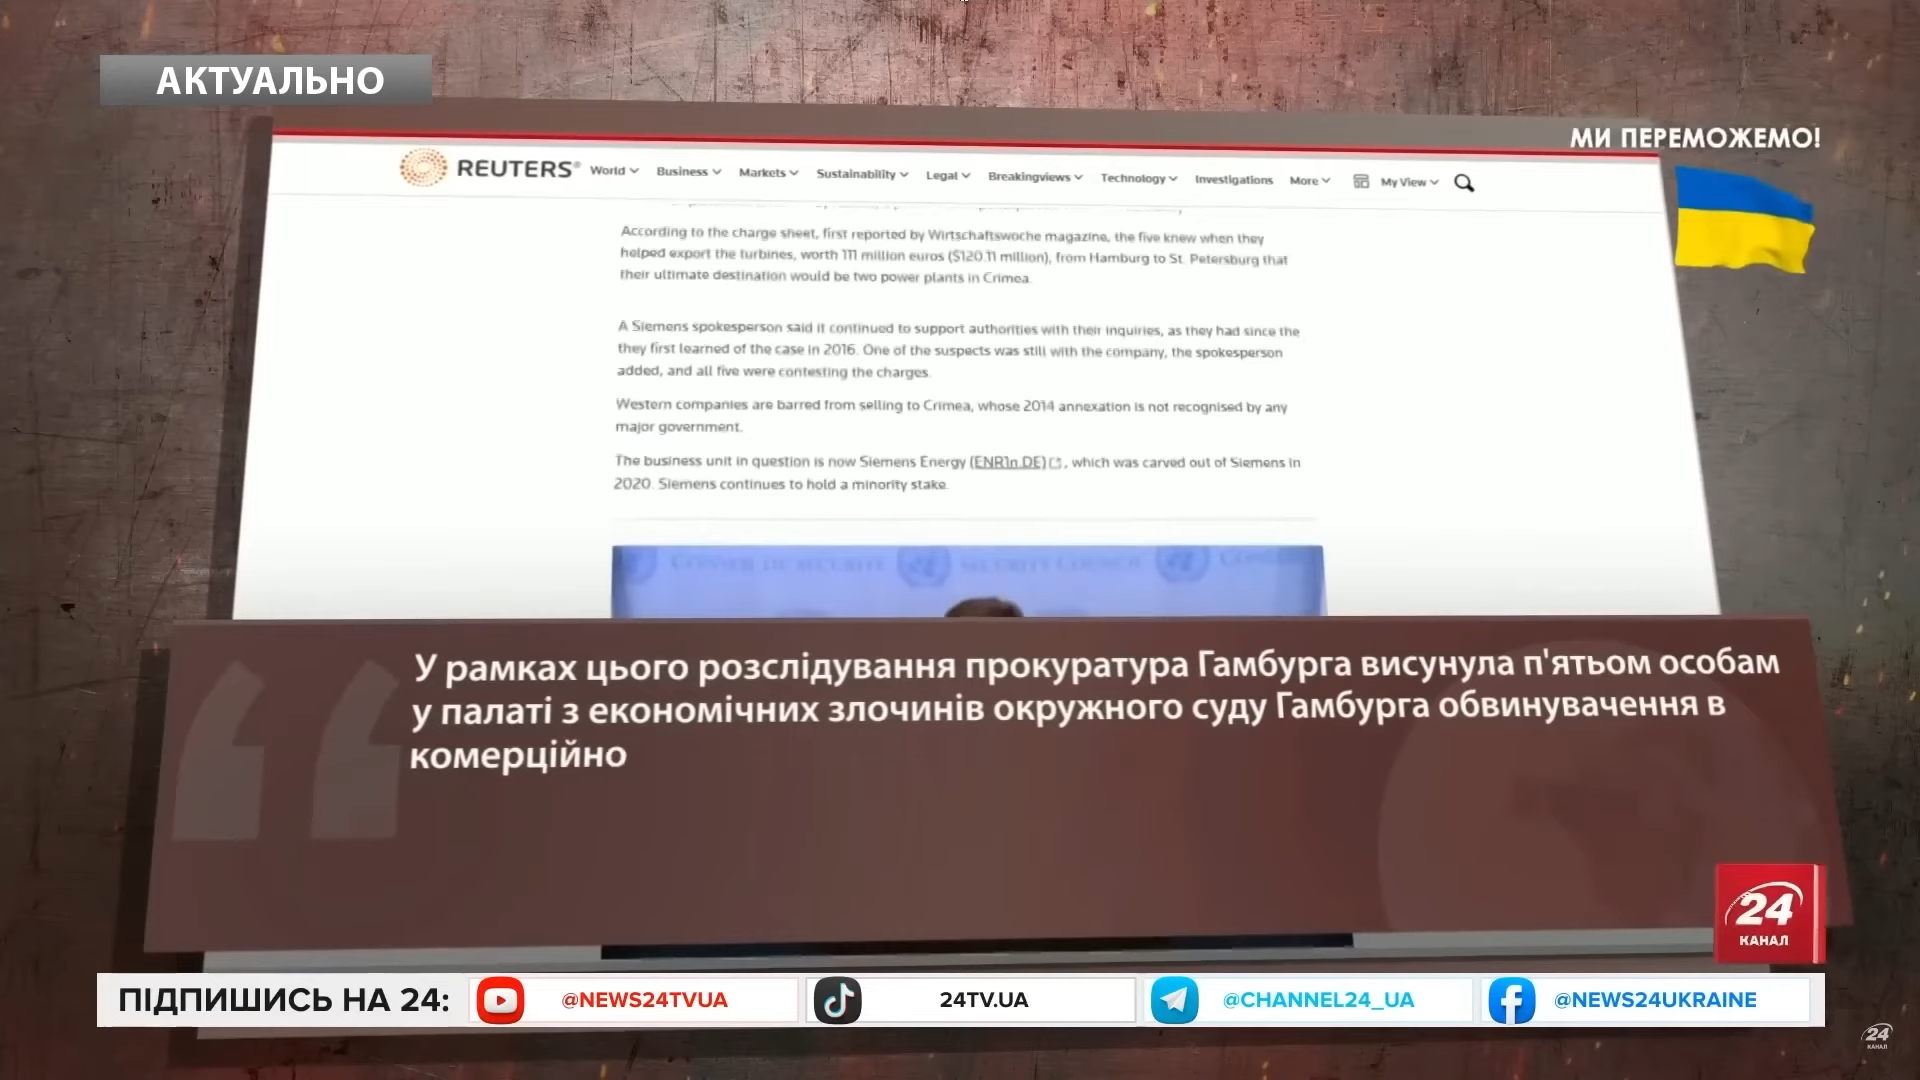 АКТУАЛЬНО
МИ ПЕРЕМОЖЕМО!
REUTERS® World Business Markets Sustainability Legal Breakingviews Technology Investigations More My View
According to the charge sheet, first reported by Wirtschaftswoche magazine, the five knew when they
helped export the turbines, worth 111 million euros ($120.11 million), from Hamburg to St. Petersburg that
their ultimate destination would be two power plants in Crimea.
A Siemens spokesperson said it continued to support authorities with their inquiries, as they had since the
they first learned of the case in 2016. One of the suspects was still with the company, the spokesperson
added, and all five were contesting the charges.
Western companies are barred from selling to Crimea, whose 2014 annexation is not recognised by any
major government.
The business unit in question is now Siemens Energy (ENR1n.DE), which was carved out of Siemens in
2020. Siemens continues to hold a minority stake.
SECURITY COUNCIL
У рамках цього розслідування прокуратура Гамбурга висунула п'ятьом особам
у палаті з економічних злочинів окружного суду Гамбурга обвинувачення в
комерційно
24
КАНАЛ
ПІДПИШИСЬ НА 24: @NEWS24TVUA 24TV.UA @CHANNEL24_UA @NEWS24UKRAINE
24
КАНАЛ